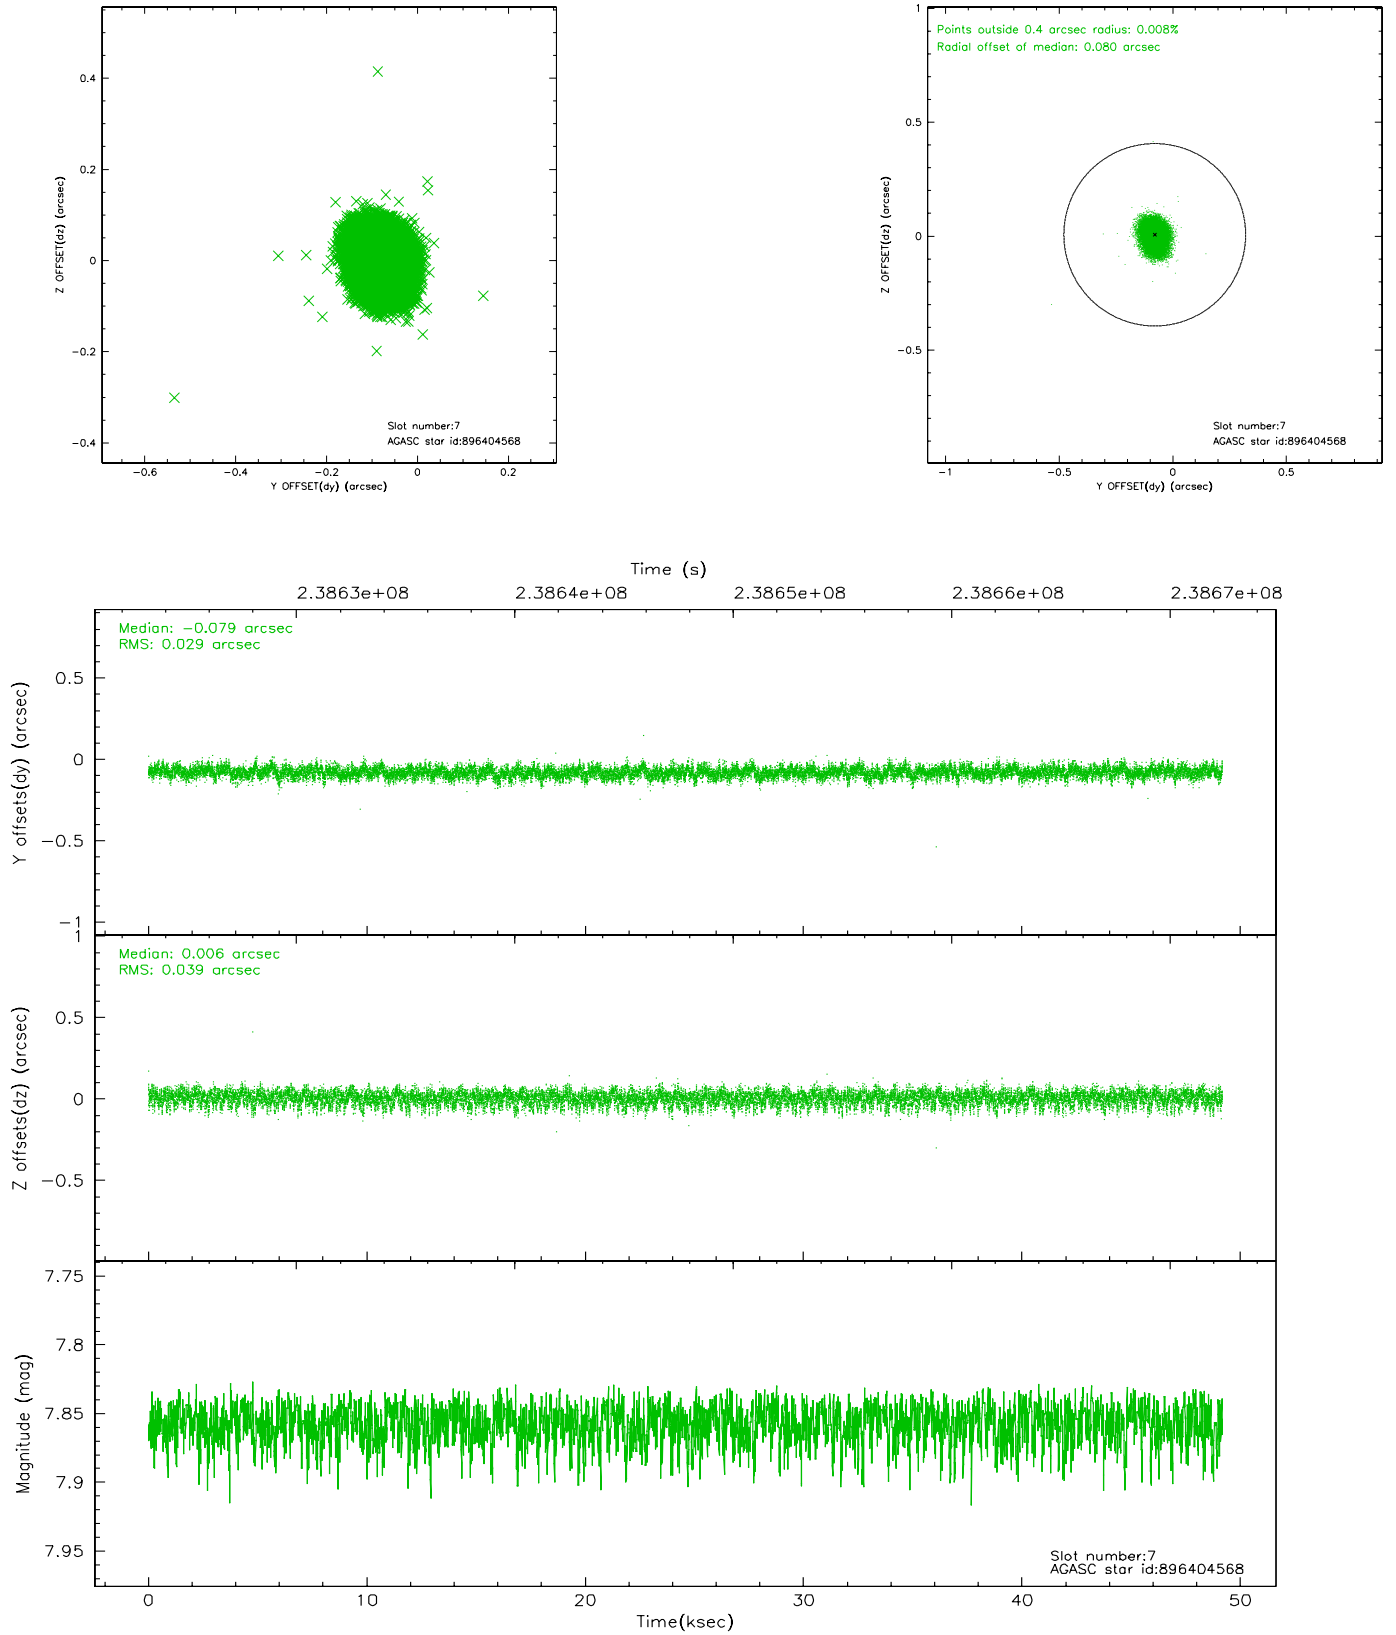 0.4
0.2
0
−0.2
−0.4
Z OFFSET(dz) (arcsec)
Slot number:7
AGASC star id:896404568
−0.6 −0.4 −0.2 0 0.2
Y OFFSET(dy) (arcsec)
Points outside 0.4 arcsec radius: 0.008%
Radial offset of median: 0.080 arcsec
1
0.5
0
−0.5
Z OFFSET(dz) (arcsec)
Slot number:7
AGASC star id:896404568
−1 −0.5 0 0.5
Y OFFSET(dy) (arcsec)
Time (s)
2.3863e+08 2.3864e+08 2.3865e+08 2.3866e+08 2.3867e+08
Median: −0.079 arcsec
RMS: 0.029 arcsec
0.5
0
−0.5
−1
Y offsets(dy) (arcsec)
Median: 0.006 arcsec
RMS: 0.039 arcsec
1
0.5
0
−0.5
Z offsets(dz) (arcsec)
7.75
7.8
7.85
7.9
7.95
Magnitude (mag)
Slot number:7
AGASC star id:896404568
0 10 20 30 40 50
Time(ksec)